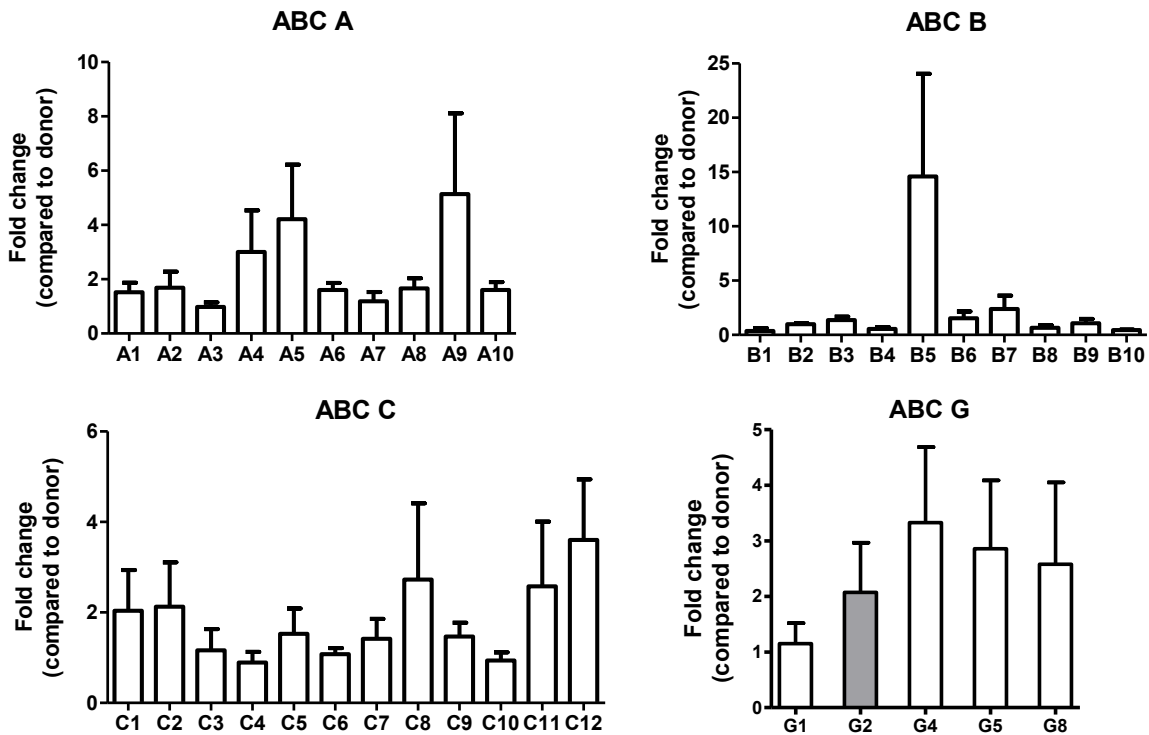 ABC A
Fold change
(compared to donor)
10
8
6
4
2
0
A1 A2 A3 A4 A5 A6 A7 A8 A9 A10
ABC B
Fold change
(compared to donor)
25
20
15
10
5
0
B1 B2 B3 B4 B5 B6 B7 B8 B9 B10
ABC C
Fold change
(compared to donor)
6
4
2
0
C1 C2 C3 C4 C5 C6 C7 C8 C9 C10 C11 C12
ABC G
Fold change
(compared to donor)
5
4
3
2
1
0
G1 G2 G4 G5 G8